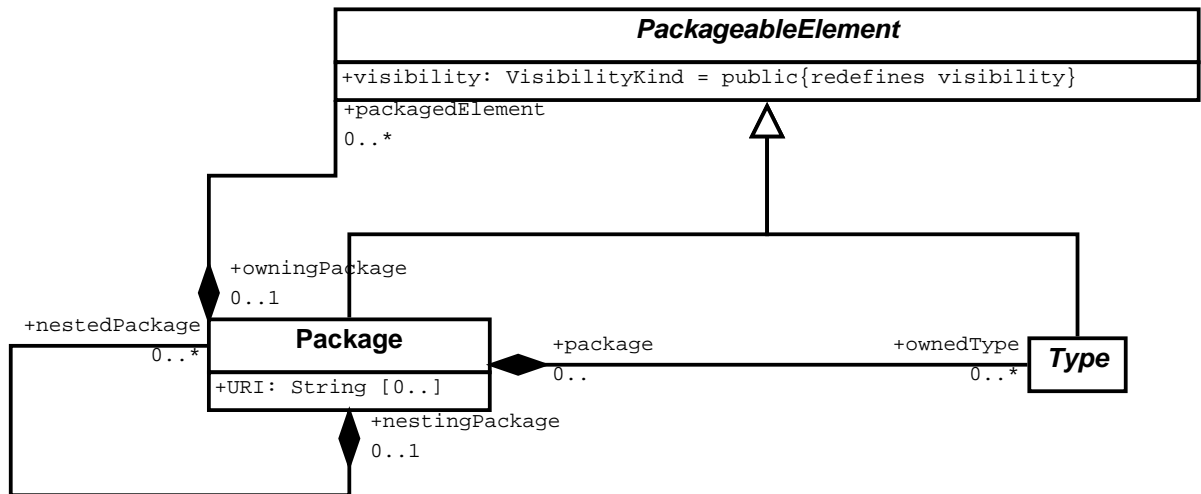 PackageableElement
+visibility: VisibilityKind = public{redefines visibility}
+packagedElement
0..*
+owningPackage
0..1
+nestedPackage
0..*
Package
+URI: String [0..]
+package
0..
+ownedType
0..*
Type
+nestingPackage
0..1